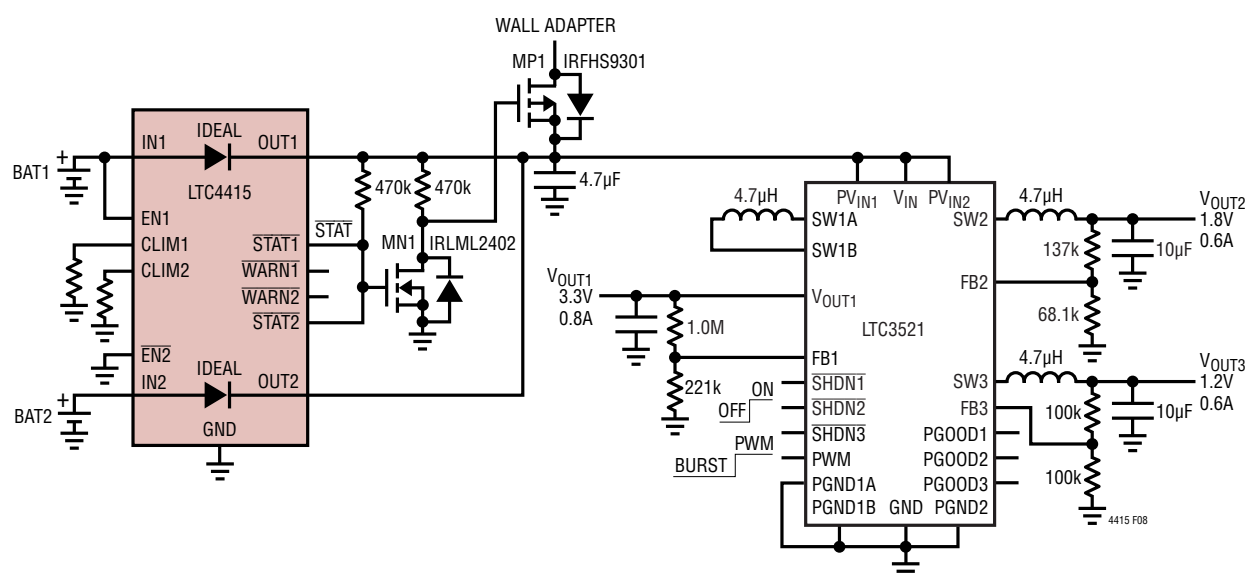 WALL ADAPTER
MP1 IRFHS9301
IN1 IDEAL OUT1
BAT1 +
LTC4415
470k 470k
4.7µF
EN1
CLIM1
CLIM2
STAT
STAT1
WARN1
WARN2
STAT2
MN1 IRLML2402
EN2
IN2 IDEAL OUT2
BAT2 +
GND
4.7µH
PVIN1 VIN PVIN2
SW1A
SW1B
SW2
4.7µH
VOUT2
1.8V
0.6A
137k
10µF
FB2
68.1k
VOUT1
3.3V
0.8A
VOUT1
LTC3521
1.0M
FB1
221k
ON
OFF
SHDN1
SHDN2
SHDN3
PWM
BURST
PWM
PGND1A
PGND1B GND PGND2
4.7µH
SW3
VOUT3
1.2V
0.6A
FB3
100k
10µF
PGOOD1
PGOOD2
PGOOD3
100k
4415 F08